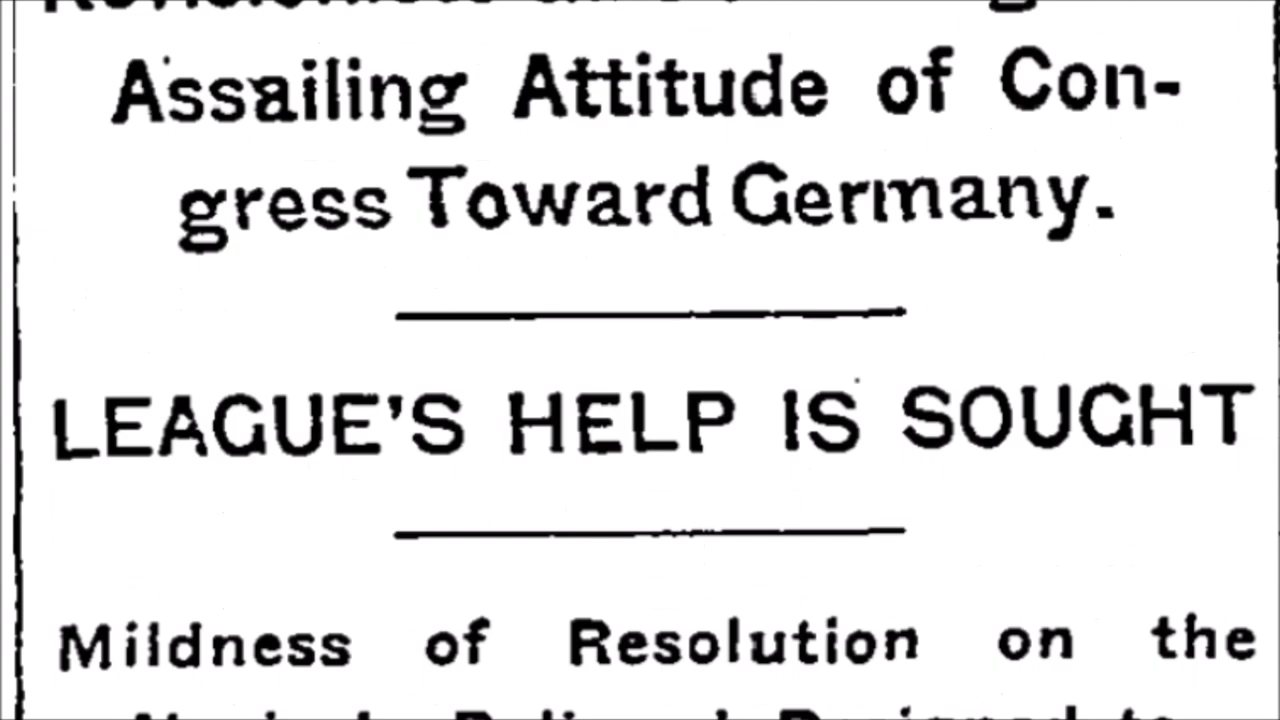 Assailing Attitude of Con-
gress Toward Germany.
LEAGUE'S HELP IS SOUGHT
Mildness of Resolution on the